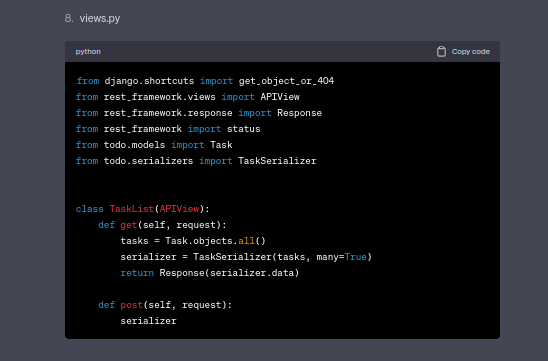 8. views.py
python
Copy code
from django.shortcuts import get_object_or_404
from rest_framework.views import APIView
from rest_framework.response import Response
from rest_framework import status
from todo.models import Task
from todo.serializers import TaskSerializer
class TaskList(APIView):
    def get(self, request):
        tasks = Task.objects.all()
        serializer = TaskSerializer(tasks, many=True)
        return Response(serializer.data)
    def post(self, request):
        serializer